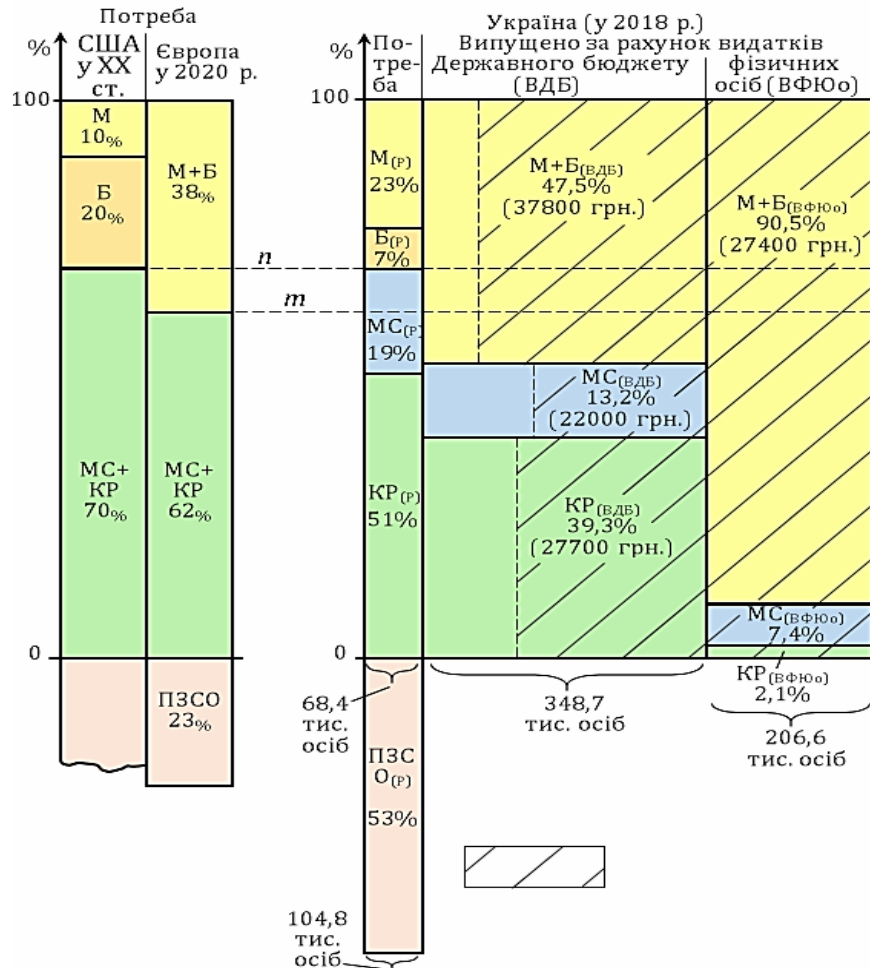 Потреба
%
США
у ХХ
ст.
Європа
у 2020 р.
Україна (у 2018 р.)
%
По-
тре-
ба
Випущено за рахунок видатків
Державного бюджету
(ВДБ)
фізичних
осіб (ВФЮо)
100
М
10%
Б
20%
МС+
КР
70%
М+Б
38%
МС+
КР
62%
0
ПЗСО
23%
n
m
100
М(Р)
23%
Б(Р)
7%
МС(Р)
19%
КР(Р)
51%
0
М+Б(ВДБ)
47,5%
(37800 грн.)
МС(ВДБ)
13,2%
(22000 грн.)
КР(ВДБ)
39,3%
(27700 грн.)
М+Б(ВФЮо)
90,5%
(27400 грн.)
МС(ВФЮо)
7,4%
КР(ВФЮо)
2,1%
68,4
тис.
осіб
348,7
тис. осіб
206,6
тис. осіб
ПЗС
О(Р)
53%
104,8
тис.
осіб